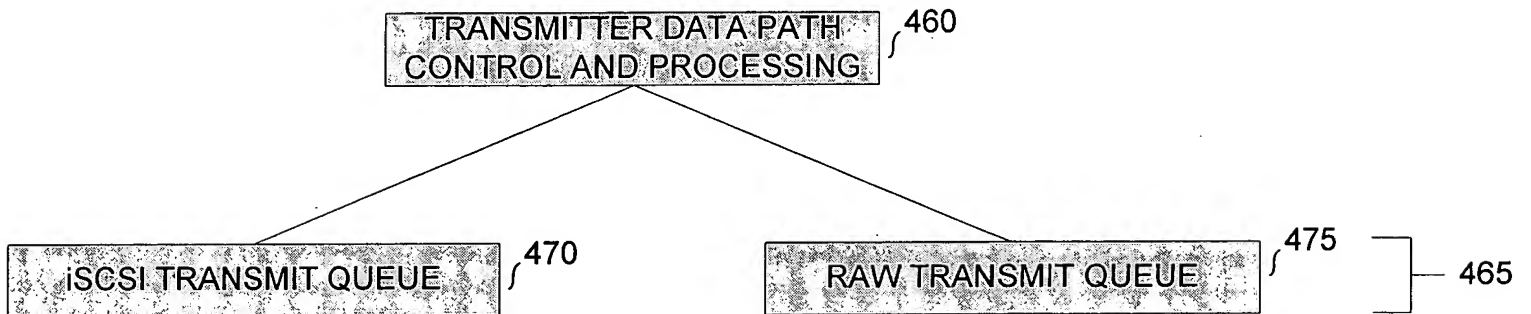 TRANSMITTER DATA PATH
CONTROL AND PROCESSING
460
iSCSI TRANSMIT QUEUE
470
RAW TRANSMIT QUEUE
475
465